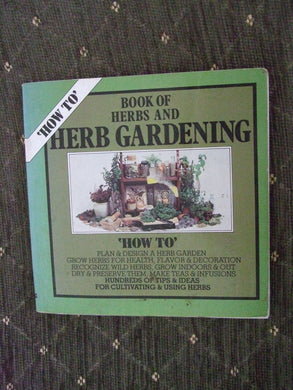 'HOW TO'
BOOK OF
HERBS AND
HERB GARDENING
'HOW TO'
PLAN & DESIGN A HERB GARDEN
GROW HERBS FOR HEALTH, FLAVOR & DECORATION
RECOGNIZE WILD HERBS, GROW INDOORS & OUT
DRY & PRESERVE THEM, MAKE TEAS & INFUSIONS
HUNDREDS OF TIPS & IDEAS
FOR CULTIVATING & USING HERBS